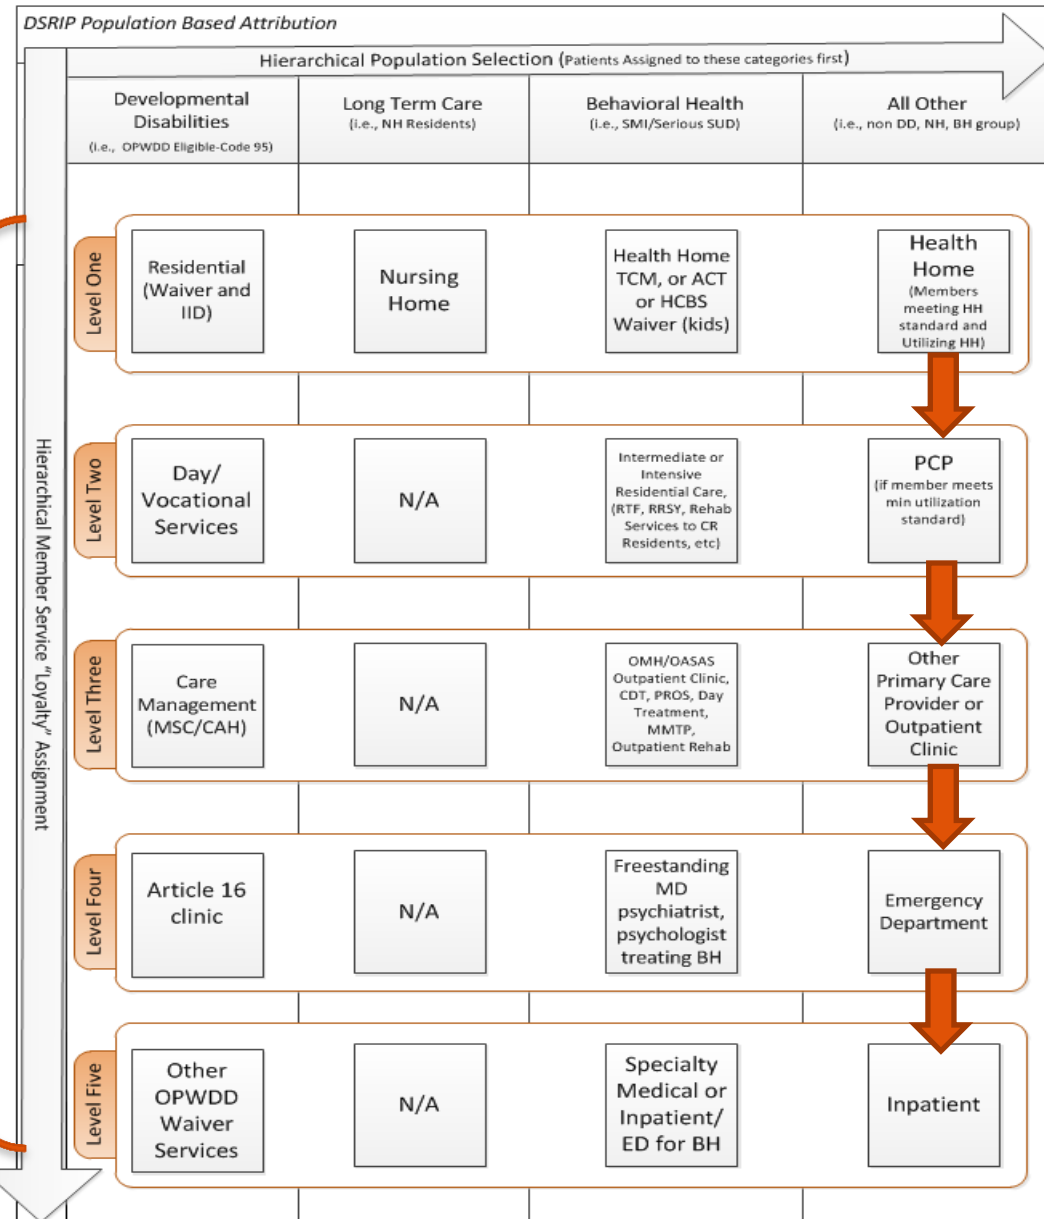 DSRIP Population Based Attribution
Hierarchical Population Selection (Patients Assigned to these categories first)
Developmental
Disabilities
(i.e., OPWDD Eligible-Code 95)
Long Term Care
(i.e., NH Residents)
Behavioral Health
(i.e., SMI/Serious SUD)
All Other
(i.e., non DD, NH, BH group)
Hierarchical Member Service "Loyalty" Assignment
Level One
Residential
(Waiver and
IID)
Nursing
Home
Health Home
TCM, or ACT
or HCBS
Waiver (kids)
Health
Home
(Members
meeting HH
standard and
Utilizing HH)
Level Two
Day/
Vocational
Services
N/A
Intermediate or
Intensive
Residential Care,
(RTF, RRSY, Rehab
Services to CR
Residents, etc)
PCP
(if member meets
min utilization
standard)
Level Three
Care
Management
(MSC/CAH)
N/A
OMH/OASAS
Outpatient Clinic,
CDT, PROS, Day
Treatment,
MMTP,
Outpatient Rehab
Other
Primary Care
Provider or
Outpatient
Clinic
Level Four
Article 16
clinic
N/A
Freestanding
MD
psychiatrist,
psychologist
treating BH
Emergency
Department
Level Five
Other
OPWDD
Waiver
Services
N/A
Specialty
Medical or
Inpatient/
ED for BH
Inpatient